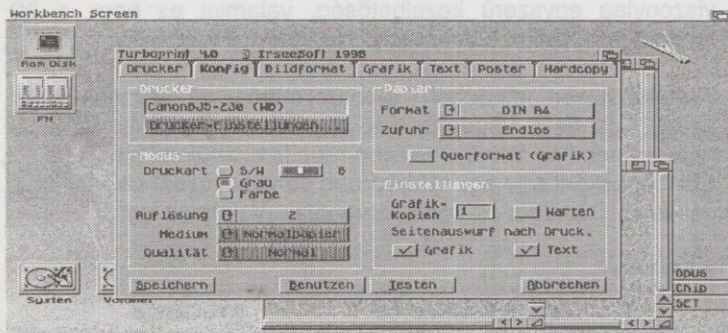 Workbench Screen
Ram Disk
Turboprint 4.0 © IrseeSoft 1995
Drucker Konfig Bildformat Grafik Text Poster Hardcopy
Drucker
CanonBJ5-230 (WD)
Drucker-Einstellungen
Papier
Format DIN A4
Zufuhr Endlos
Querformat (Grafik)
Modus
Druckart S/W 8
Grau
Farbe
Auflösung 2
Medium Normalpapier
Qualität Normal
Einstellungen
Grafik-Kopien 1 Warten
Seitenauswurf nach Druck.
Grafik Text
Speichern Benutzen Testen Abbrechen
System
Opus
Chip
SET